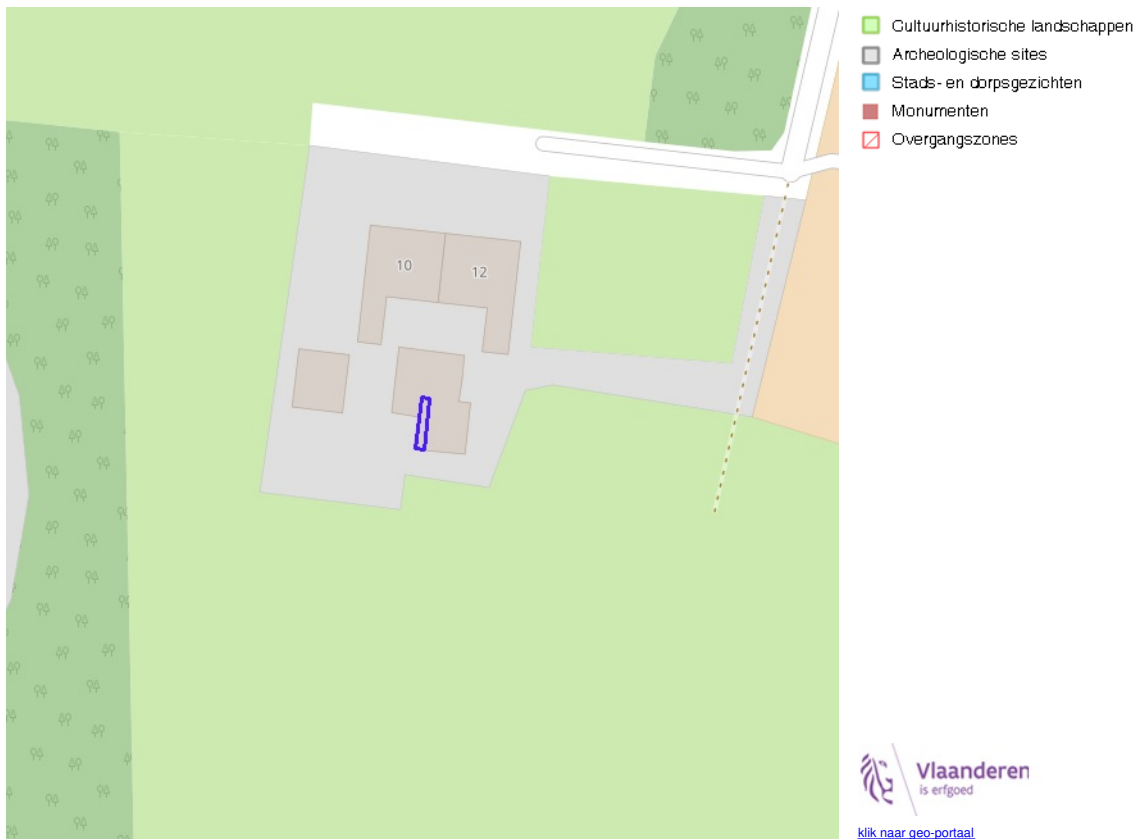 Cultuurhistorische landschappen
Archeologische sites
Stads- en dorpsgezichten
Monumenten
Overgangszones
10
12
Vlaanderen
is erfgoed
klik naar geo-portaal